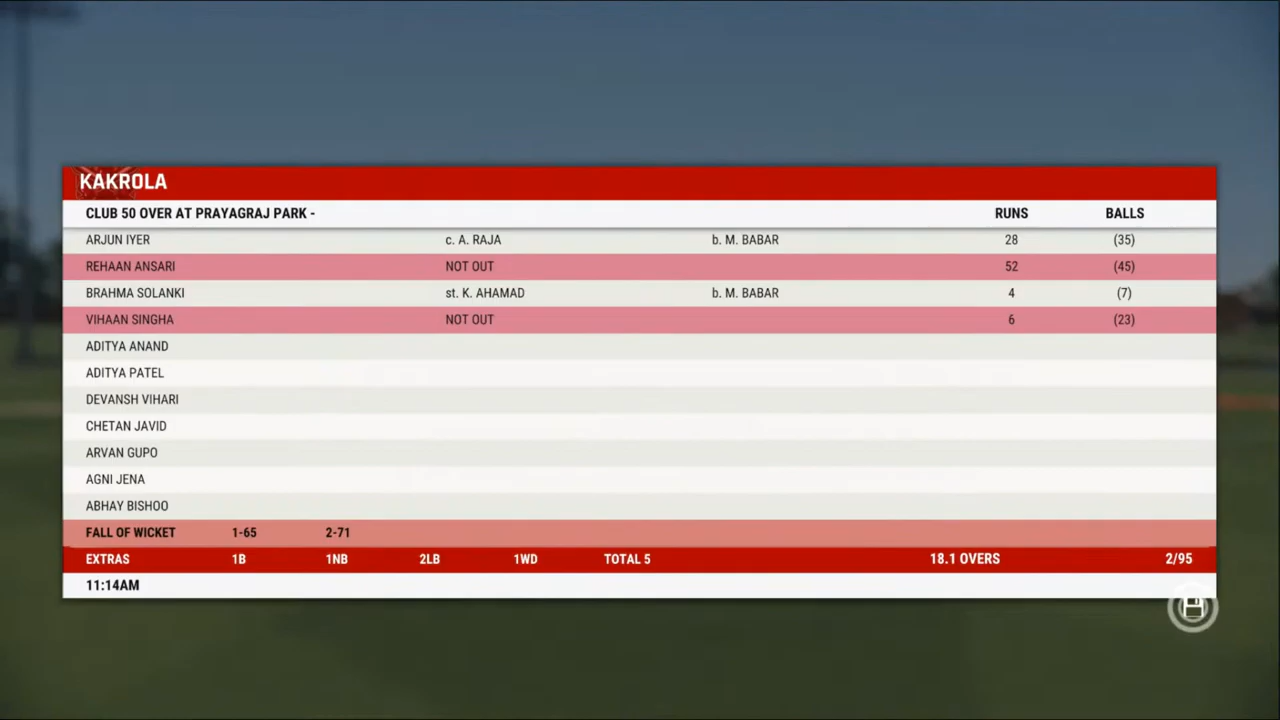 KAKROLA
CLUB 50 OVER AT PRAYAGRAJ PARK - RUNS BALLS
ARJUN IYER c. A. RAJA b. M. BABAR 28 (35)
REHAAN ANSARI NOT OUT 52 (45)
BRAHMA SOLANKI st. K. AHAMAD b. M. BABAR 4 (7)
VIHAAN SINGHA NOT OUT 6 (23)
ADITYA ANAND
ADITYA PATEL
DEVANSH VIHARI
CHETAN JAVID
ARVAN GUPO
AGNI JENA
ABHAY BISHOO
FALL OF WICKET 1-65 2-71
EXTRAS 1B 1NB 2LB 1WD TOTAL 5 18.1 OVERS 2/95
11:14AM